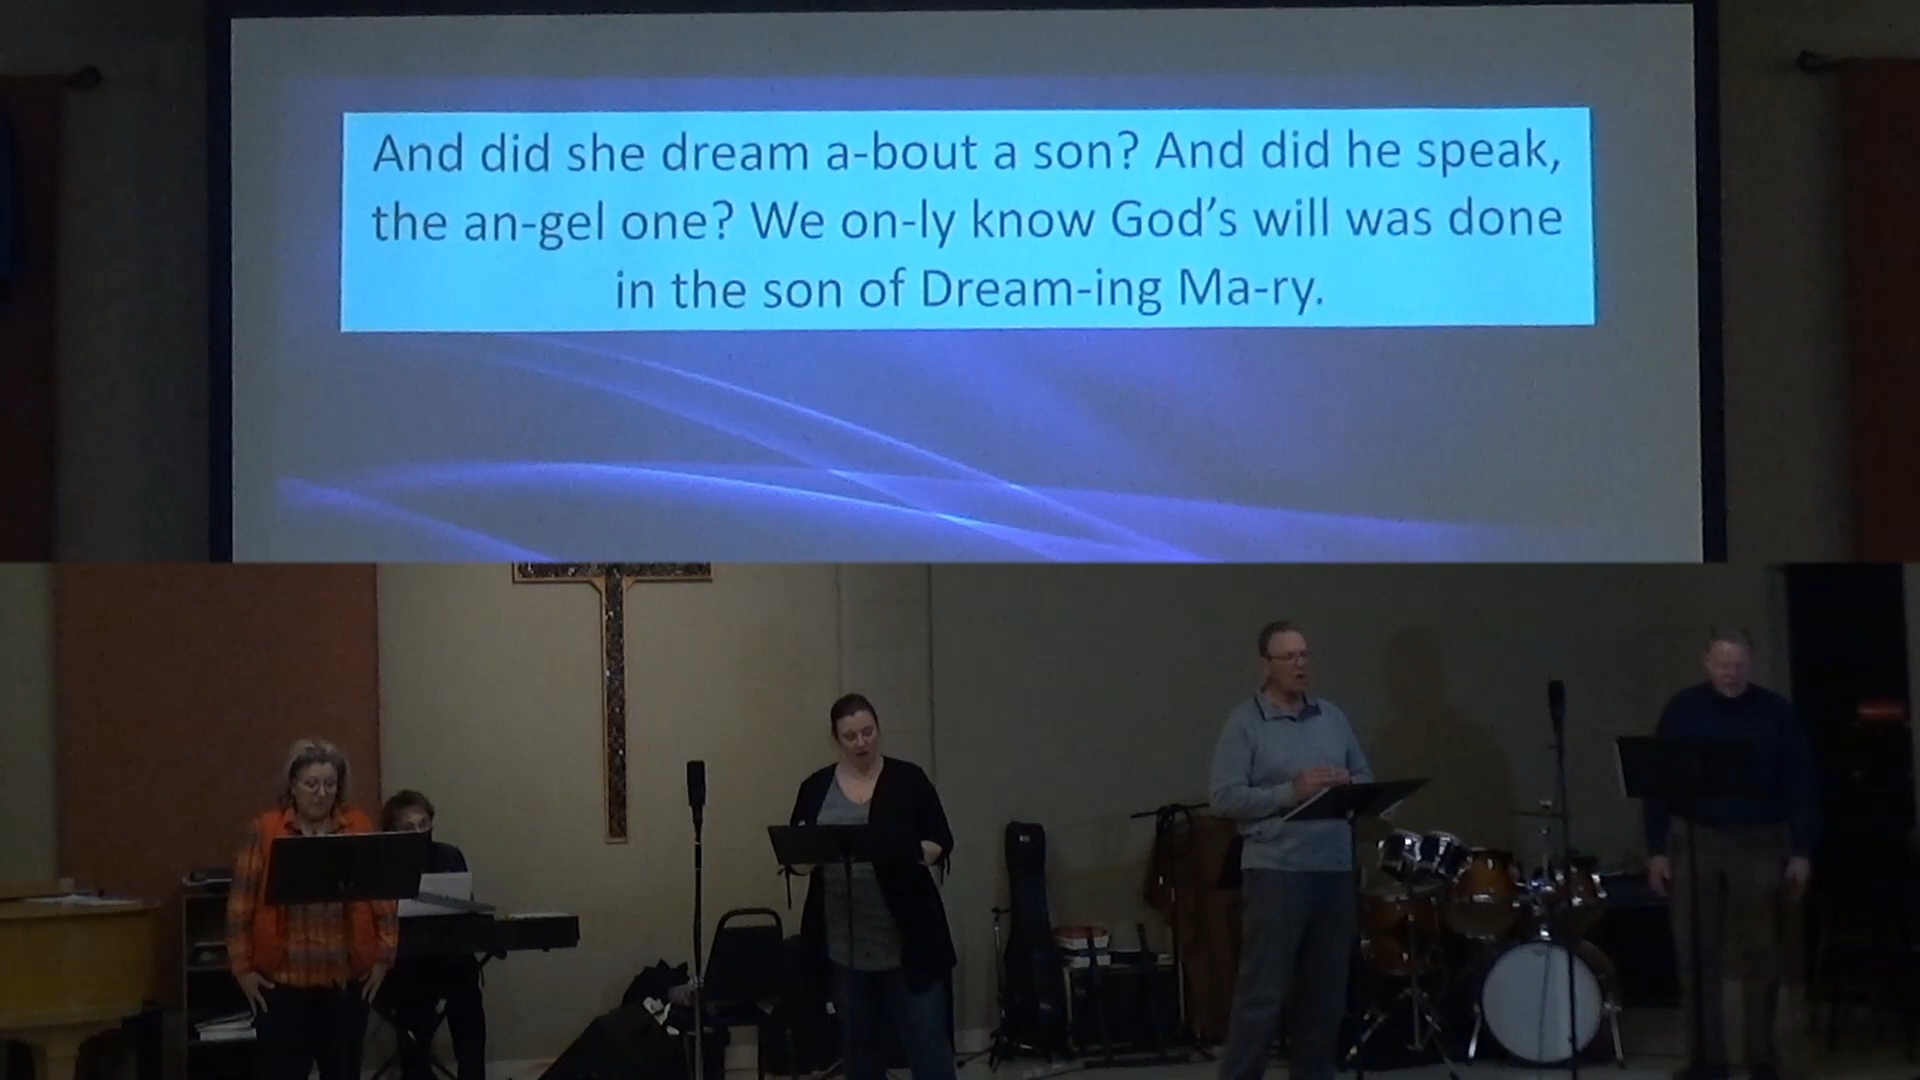 And did she dream a-bout a son? And did he speak,
the an-gel one? We on-ly know God's will was done
in the son of Dream-ing Ma-ry.